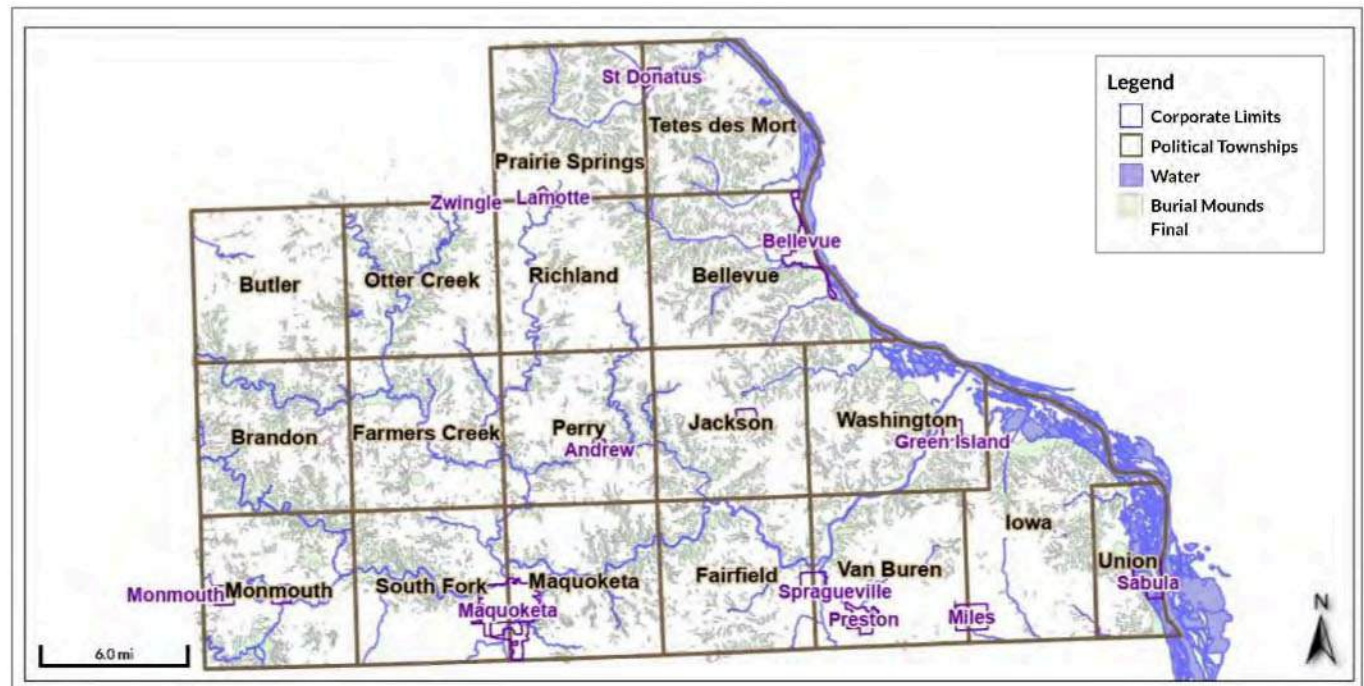 St Donatus
Tetes des Mort
Prairie Springs
Zwingle
Lamotte
Bellevue
Butler
Otter Creek
Richland
Bellevue
Brandon
Farmers Creek
Perry
Andrew
Jackson
Washington
Green Island
Iowa
Monmouth
Monmouth
South Fork
Maquoketa
Maquoketa
Fairfield
Spragueville
Van Buren
Preston
Miles
Union
Sabula
6.0 mi
N
Legend
Corporate Limits
Political Townships
Water
Burial Mounds
Final